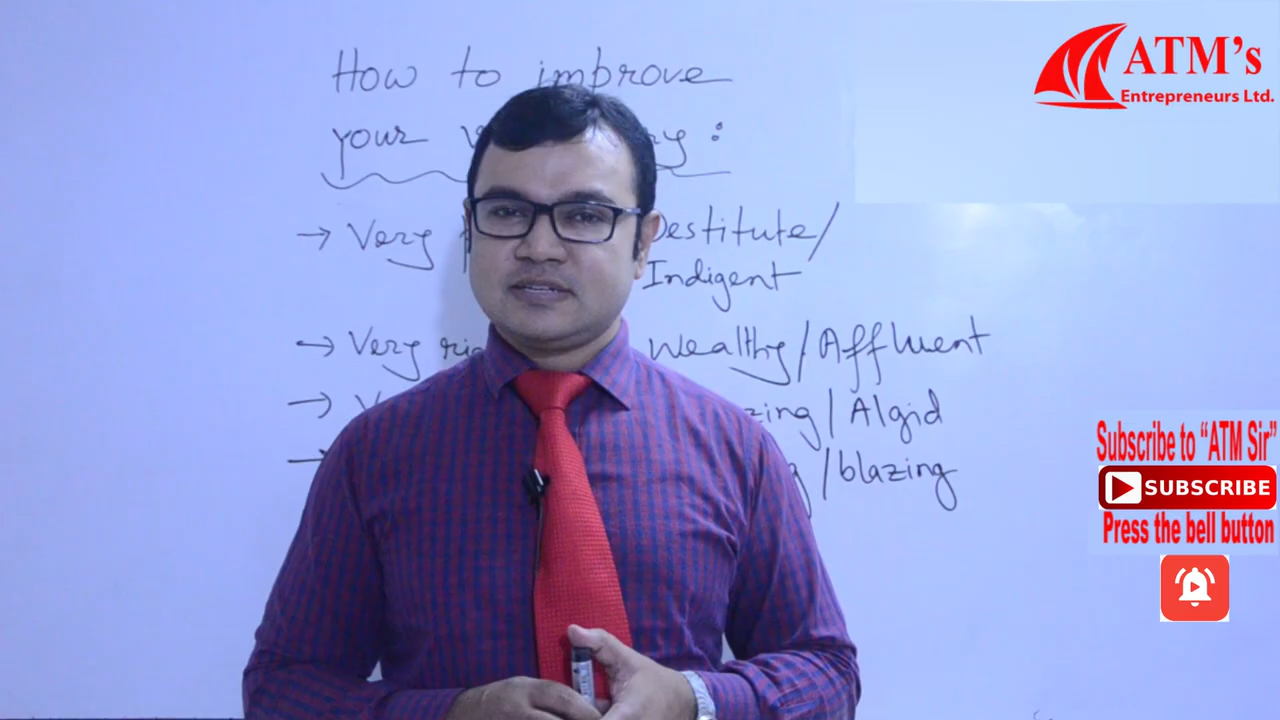 How to improve
your :
→ Very Destitute/
Indigent
→ Very Wealthy/Affluent
→ /Algid
/blazing
ATM's
Entrepreneurs Ltd.
Subscribe to "ATM Sir"
SUBSCRIBE
Press the bell button